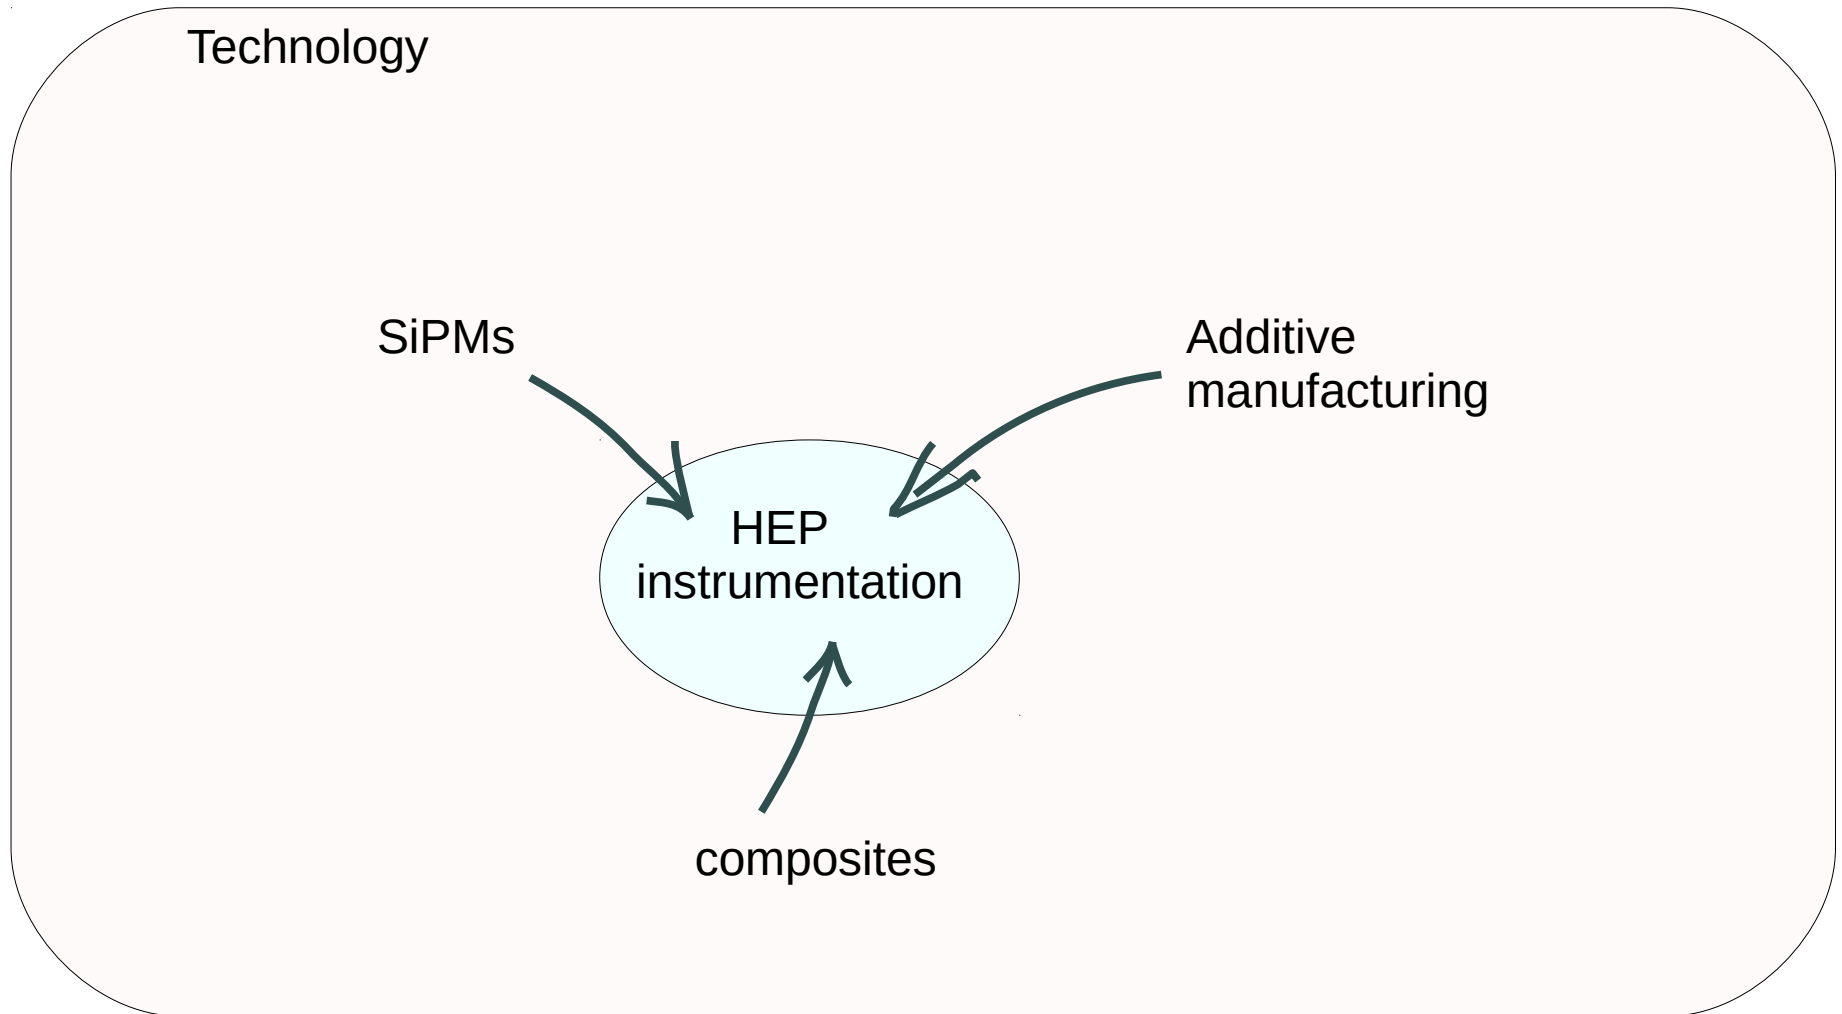 Technology
SiPMs
Additive
manufacturing
HEP
instrumentation
composites